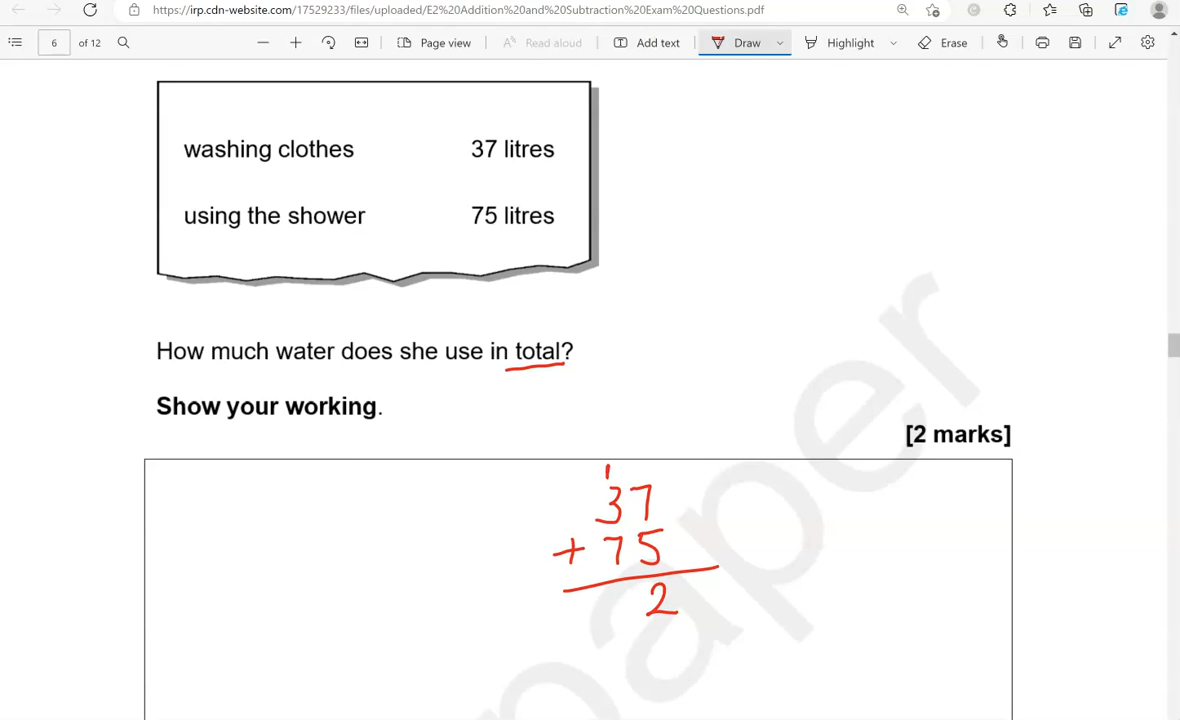 https://irp.cdn-website.com/17529233/files/uploaded/E2%20Addition%20and%20Subtraction%20Exam%20Questions.pdf
6 of 12 Page view Read aloud Add text Draw Highlight Erase
washing clothes 37 litres
using the shower 75 litres
How much water does she use in total?
Show your working.
[2 marks]
1
37
+ 75
2
aper